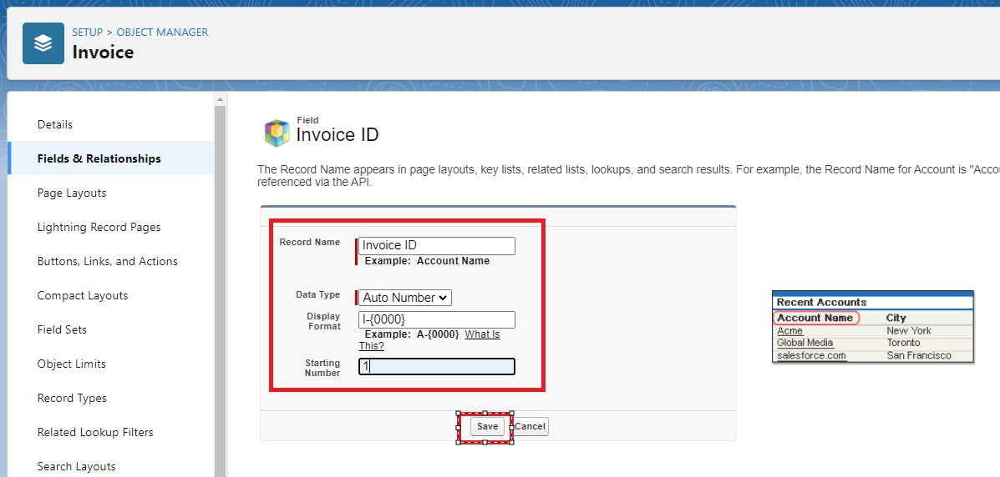 SETUP > OBJECT MANAGER
Invoice
Details
Fields & Relationships
Page Layouts
Lightning Record Pages
Buttons, Links, and Actions
Compact Layouts
Field Sets
Object Limits
Record Types
Related Lookup Filters
Search Layouts
Field
Invoice ID
The Record Name appears in page layouts, key lists, related lists, lookups, and search results. For example, the Record Name for Account is "Accou
referenced via the API.
Record Name Invoice ID
Example: Account Name
Data Type Auto Number
Display
Format I-{0000}
Example: A-{0000} What Is
This?
Starting
Number 1
Save Cancel
Recent Accounts
Account Name City
Acme New York
Global Media Toronto
salesforce.com San Francisco